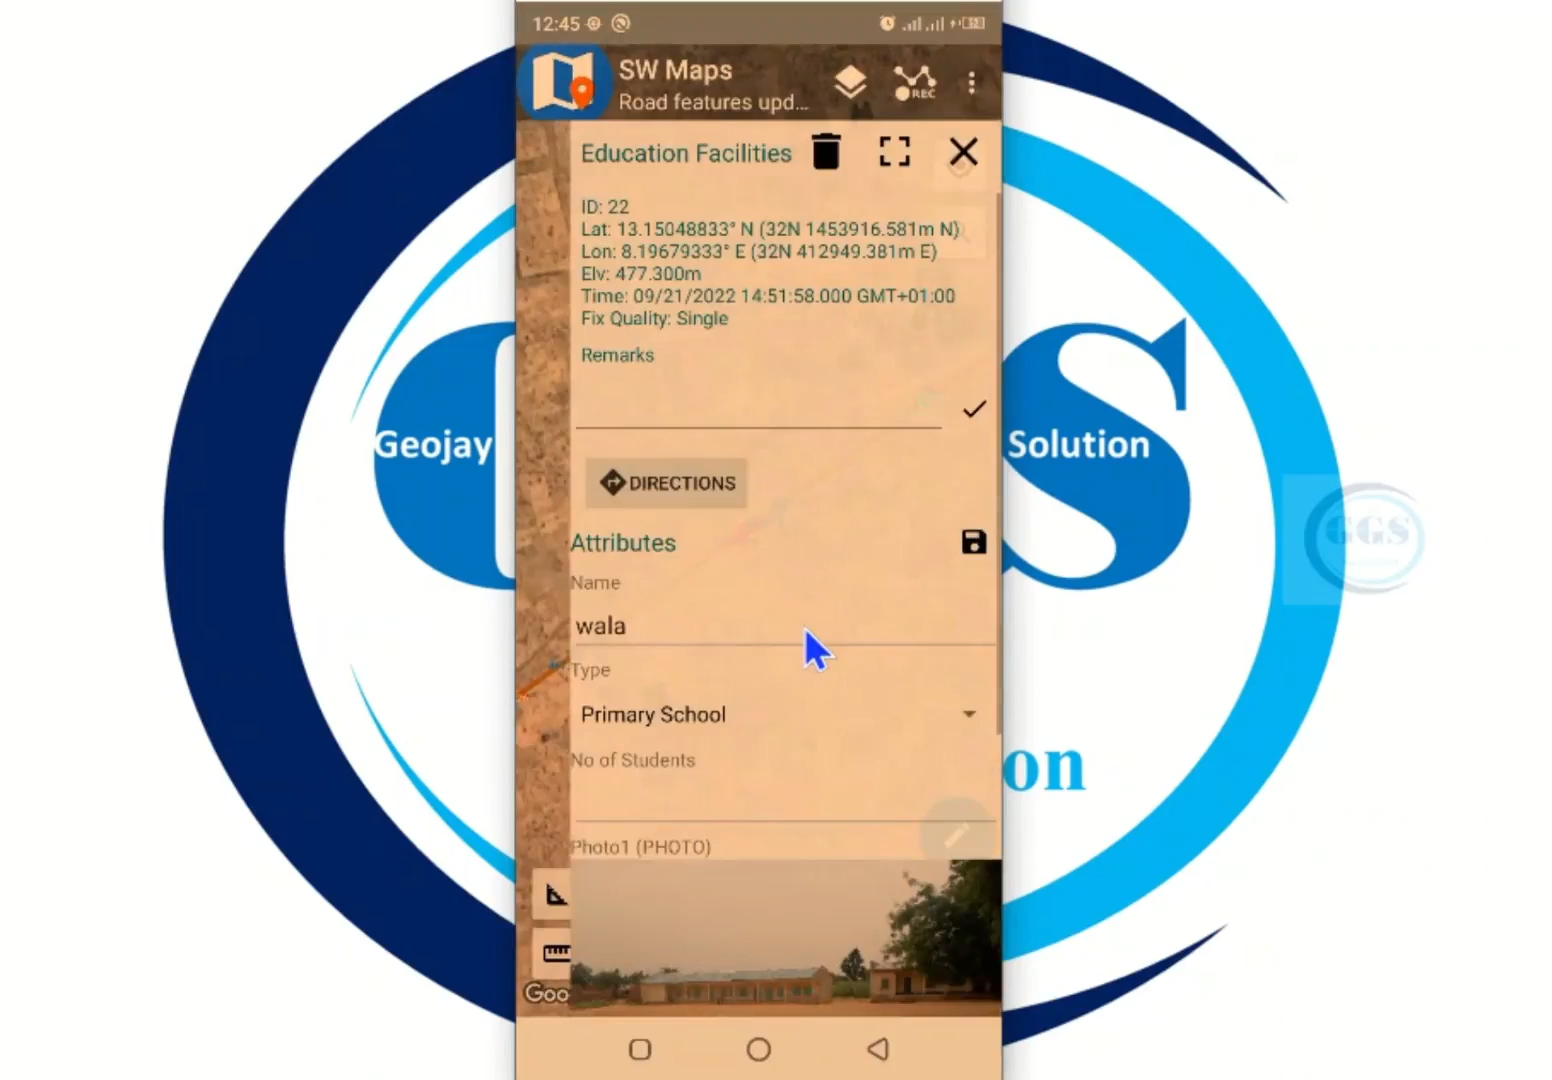 12:45
SW Maps
Road features upd...
REC
Education Facilities
ID: 22
Lat: 13.15048833° N (32N 1453916.581m N)
Lon: 8.19679333° E (32N 412949.381m E)
Elv: 477.300m
Time: 09/21/2022 14:51:58.000 GMT+01:00
Fix Quality: Single
Remarks
Geojay
Solution
DIRECTIONS
GGS
Attributes
Name
wala
Type
Primary School
No of Students
on
Photo1 (PHOTO)
Goo